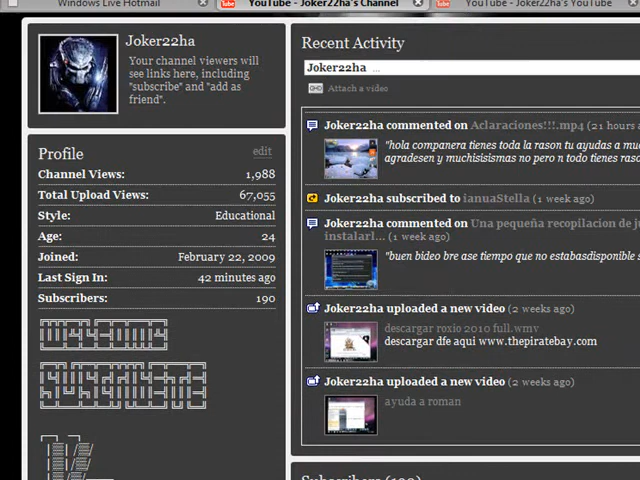 Windows Live Hotmail
YouTube - Joker22ha's Channel
YouTube - Joker22ha's YouTube
Joker22ha
Your channel viewers will
see links here, including
"subscribe" and "add as
friend".
Profile
edit
Channel Views: 1,988
Total Upload Views: 67,055
Style: Educational
Age: 24
Joined: February 22, 2009
Last Sign In: 42 minutes ago
Subscribers: 190
Recent Activity
Joker22ha ...
Attach a video
Joker22ha commented on Aclaraciones!!!.mp4 (21 hours
"hola companera tienes toda la rason tu ayudas a
agradesen y muchisisismas no pero n todo tienes
Joker22ha subscribed to ianuaStella (1 week ago)
Joker22ha commented on Una pequeña recopilacion de
instalarl... (1 week ago)
"buen bideo bre ase tiempo que no estabasdisponible
Joker22ha uploaded a new video (2 weeks ago)
descargar roxio 2010 full.wmv
descargar dfe aqui www.thepiratebay.com
Joker22ha uploaded a new video (2 weeks ago)
ayuda a roman
Subscribers (190)